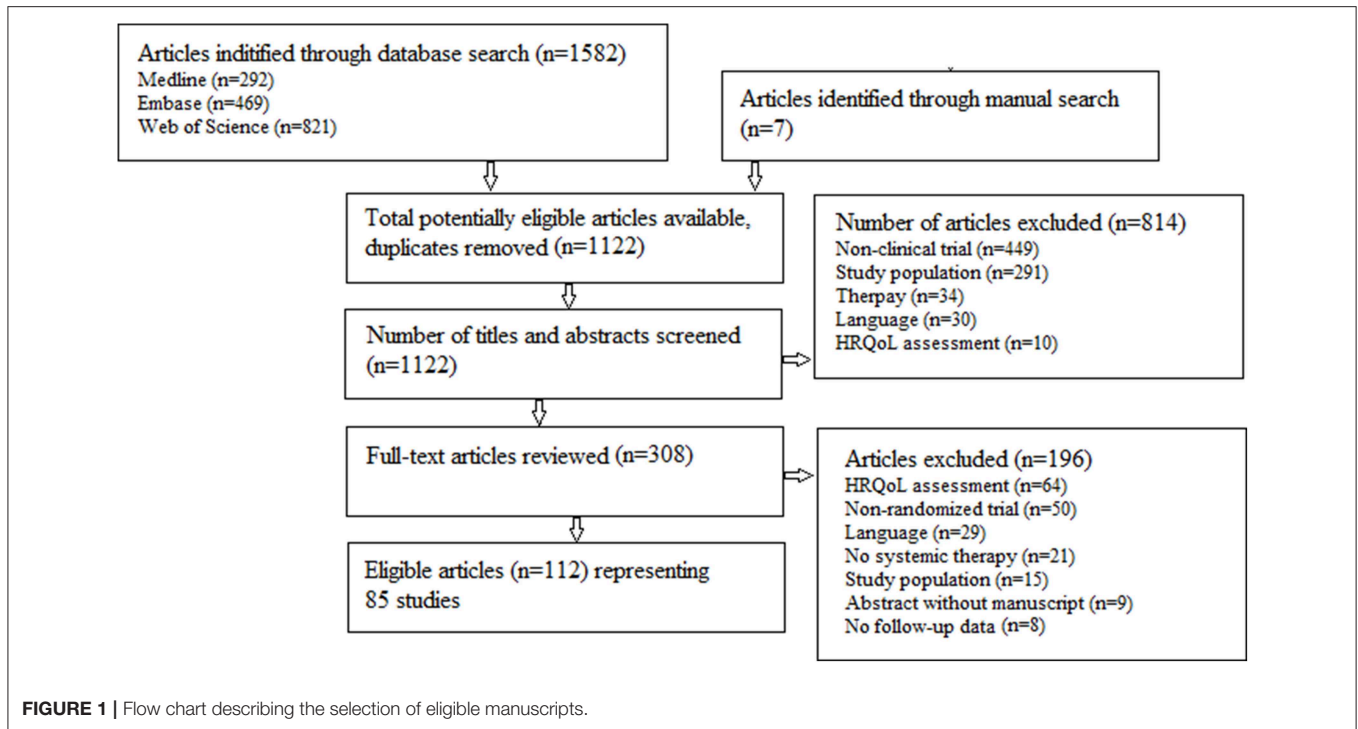 Articles inditified through database search (n=1582)
Medline (n=292)
Embase (n=469)
Web of Science (n=821)
Articles identified through manual search
(n=7)
Total potentially eligible articles available,
duplicates removed (n=1122)
Number of articles excluded (n=814)
Non-clinical trial (n=449)
Study population (n=291)
Therpay (n=34)
Language (n=30)
HRQoL assessment (n=10)
Number of titles and abstracts screened
(n=1122)
Full-text articles reviewed (n=308)
Articles excluded (n=196)
HRQoL assessment (n=64)
Non-randomized trial (n=50)
Language (n=29)
No systemic therapy (n=21)
Study population (n=15)
Abstract without manuscript (n=9)
No follow-up data (n=8)
Eligible articles (n=112) representing
85 studies
FIGURE 1 | Flow chart describing the selection of eligible manuscripts.